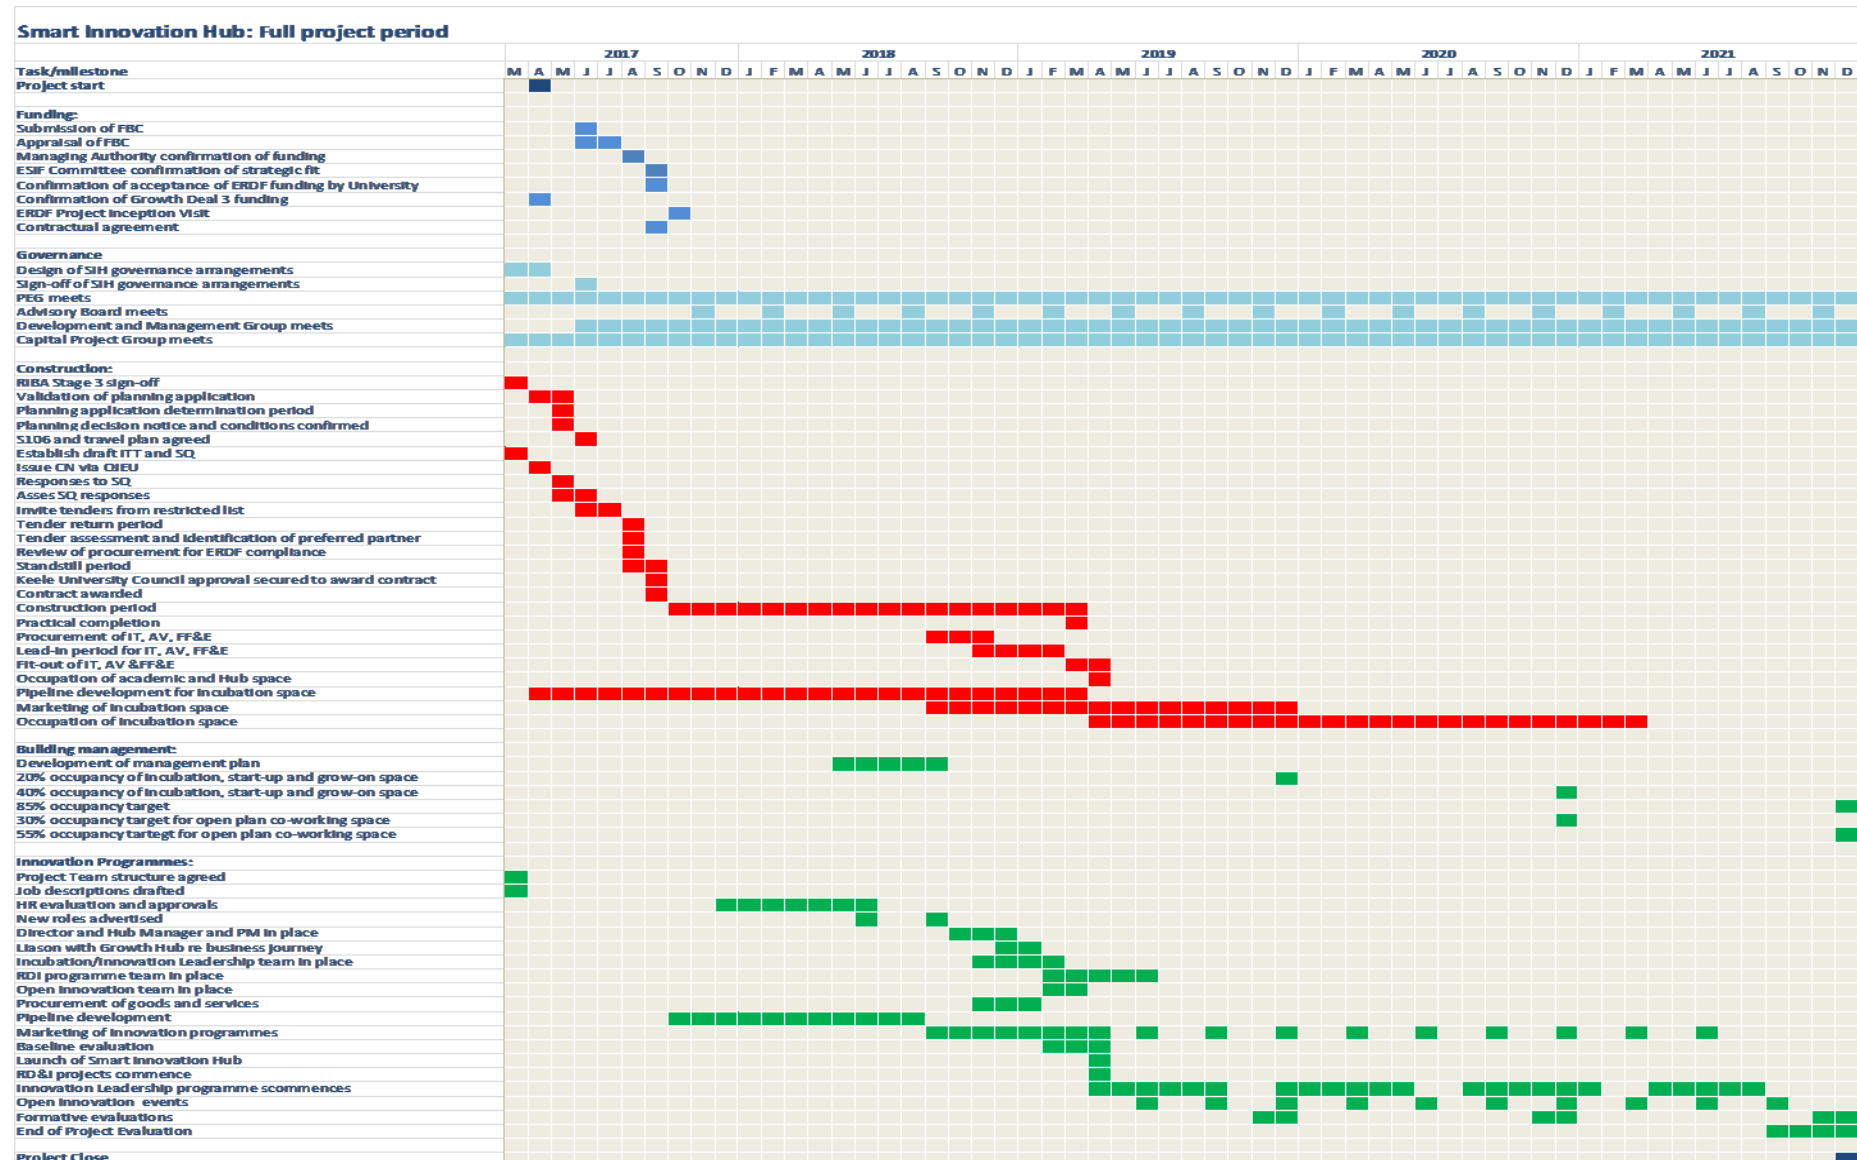 Smart Innovation Hub: Full project period
2017 2018 2019 2020 2021
Task/milestone M A M J J A S O N D J F M A M J J A S O N D J F M A M J J A S O N D J F M A M J J A S O N D J F M A M J J A S O N D
Project start
Funding:
Submission of FBC
Appraisal of FBC
Managing Authority confirmation of funding
ESIF Committee confirmation of strategic fit
Confirmation of acceptance of ERDF funding by University
Confirmation of Growth Deal 3 funding
ERDF Project Inception Visit
Contractual agreement
Governance
Design of SIH governance arrangements
Sign-off of SIH governance arrangements
PEG meets
Advisory Board meets
Development and Management Group meets
Capital Project Group meets
Construction:
RIBA Stage 3 sign-off
Validation of planning application
Planning application determination period
Planning decision notice and conditions confirmed
S106 and travel plan agreed
Establish draft ITT and SQ
Issue CN via OJEU
Responses to SQ
Asses SQ responses
Invite tenders from restricted list
Tender return period
Tender assessment and identification of preferred partner
Review of procurement for ERDF compliance
Standstill period
Keele University Council approval secured to award contract
Contract awarded
Construction period
Practical completion
Procurement of IT, AV, FF&E
Lead-in period for IT, AV, FF&E
Fit-out of IT, AV &FF&E
Occupation of academic and Hub space
Pipeline development for incubation space
Marketing of Incubation space
Occupation of Incubation space
Building management:
Development of management plan
20% occupancy of incubation, start-up and grow-on space
40% occupancy of incubation, start-up and grow-on space
85% occupancy target
30% occupancy target for open plan co-working space
55% occupancy tartegt for open plan co-working space
Innovation Programmes:
Project Team structure agreed
Job descriptions drafted
HR evaluation and approvals
New roles advertised
Director and Hub Manager and PM in place
Liason with Growth Hub re business journey
Incubation/Innovation Leadership team in place
RDI programme team in place
Open Innovation team in place
Procurement of goods and services
Pipeline development
Marketing of Innovation programmes
Baseline evaluation
Launch of Smart Innovation Hub
RD&I projects commence
Innovation Leadership programme scommences
Open Innovation events
Formative evaluations
End of Project Evaluation
Project Close